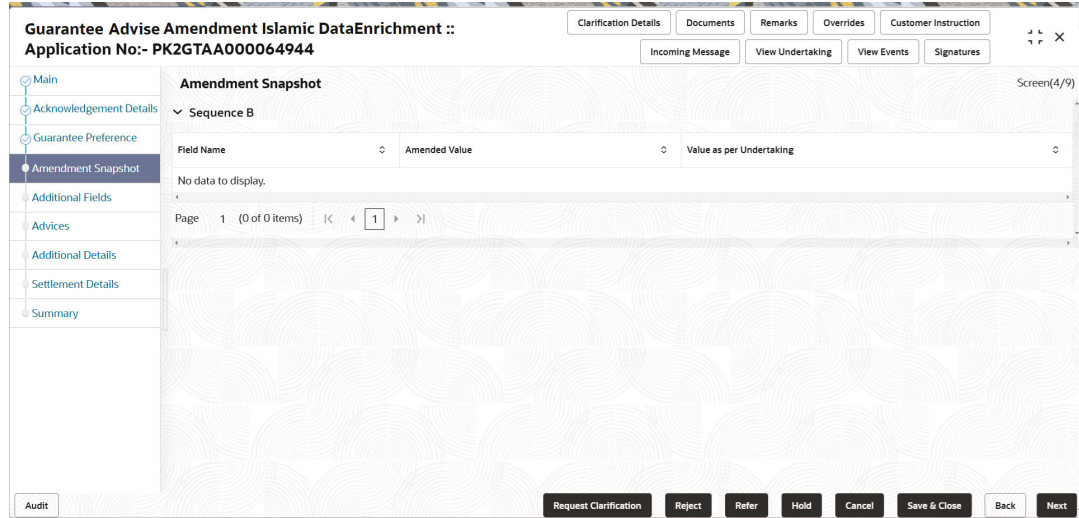 Guarantee Advise Amendment Islamic DataEnrichment ::
Application No:- PK2GTAA000064944
Clarification Details
Documents
Remarks
Overrides
Customer Instruction
Incoming Message
View Undertaking
View Events
Signatures
Main
Acknowledgement Details
Guarantee Preference
Amendment Snapshot
Additional Fields
Advices
Additional Details
Settlement Details
Summary
Amendment Snapshot
Screen(4/9)
Sequence B
Field Name Amended Value Value as per Undertaking
No data to display.
Page 1 (0 of 0 items) 1
Audit
Request Clarification
Reject
Refer
Hold
Cancel
Save & Close
Back
Next